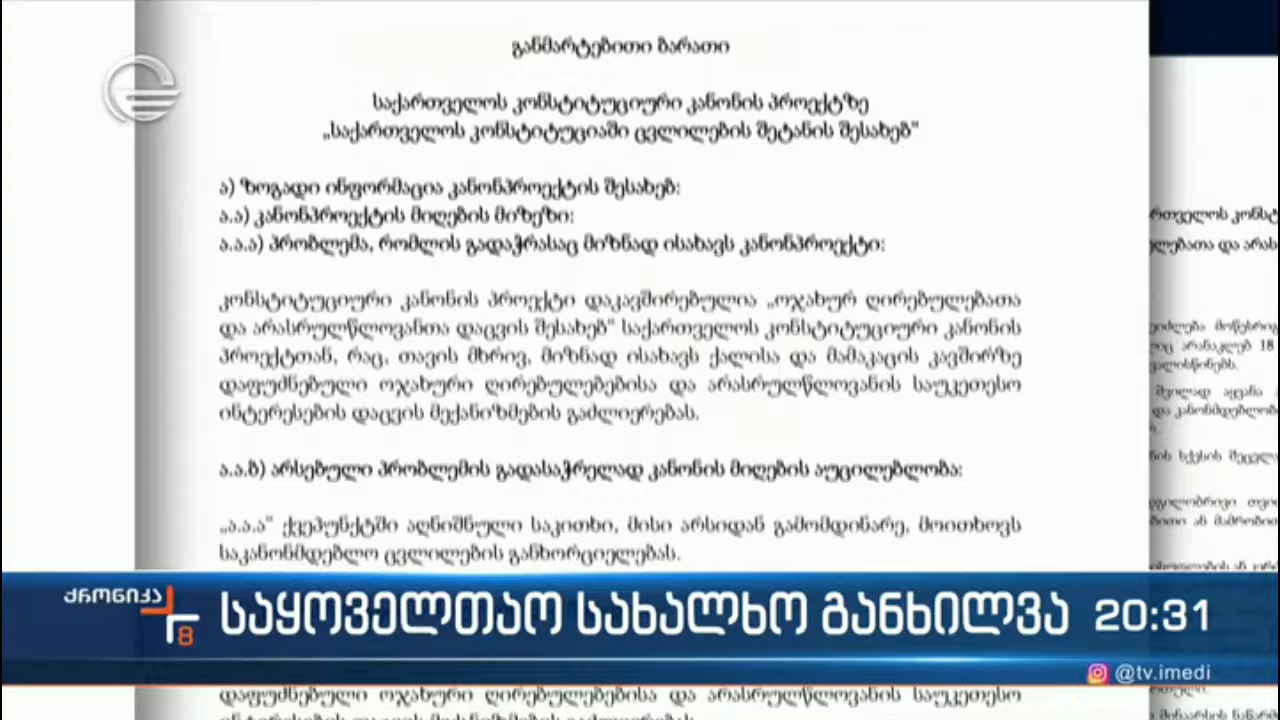 განმარტებითი ბარათი
საქართველოს კონსტიტუციური კანონის პროექტზე
„საქართველოს კონსტიტუციაში ცვლილების შეტანის შესახებ"
ა) ზოგადი ინფორმაცია კანონპროექტის შესახებ:
ა.ა) კანონპროექტის მიღების მიზეზი:
ა.ა.ა) პრობლემა, რომლის გადაჭრასაც მიზნად ისახავს კანონპროექტი:
კონსტიტუციური კანონის პროექტი დაკავშირებულია „ოჯახურ ღირებულებათა
და არასრულწლოვანთა დაცვის შესახებ" საქართველოს კონსტიტუციური კანონის
პროექტთან, რაც, თავის მხრივ, მიზნად ისახავს ქალისა და მამაკაცის კავშირზე
დაფუძნებული ოჯახური ღირებულებებისა და არასრულწლოვანის საუკეთესო
ინტერესების დაცვის მექანიზმების გაძლიერებას.
ა.ა.ბ) არსებული პრობლემის გადასაჭრელად კანონის მიღების აუცილებლობა:
„ა.ა.ა" ქვეპუნქტში აღნიშნული საკითხი, მისი არსიდან გამომდინარე, მოითხოვს
საკანონმდებლო ცვლილების განხორციელებას.
ქრონიკა 8
საყოველთაო სახალხო განხილვა 20:31
@tv.imedi
დაფუძნებული ოჯახური ღირებულებებისა და არასრულწლოვანის საუკეთესო